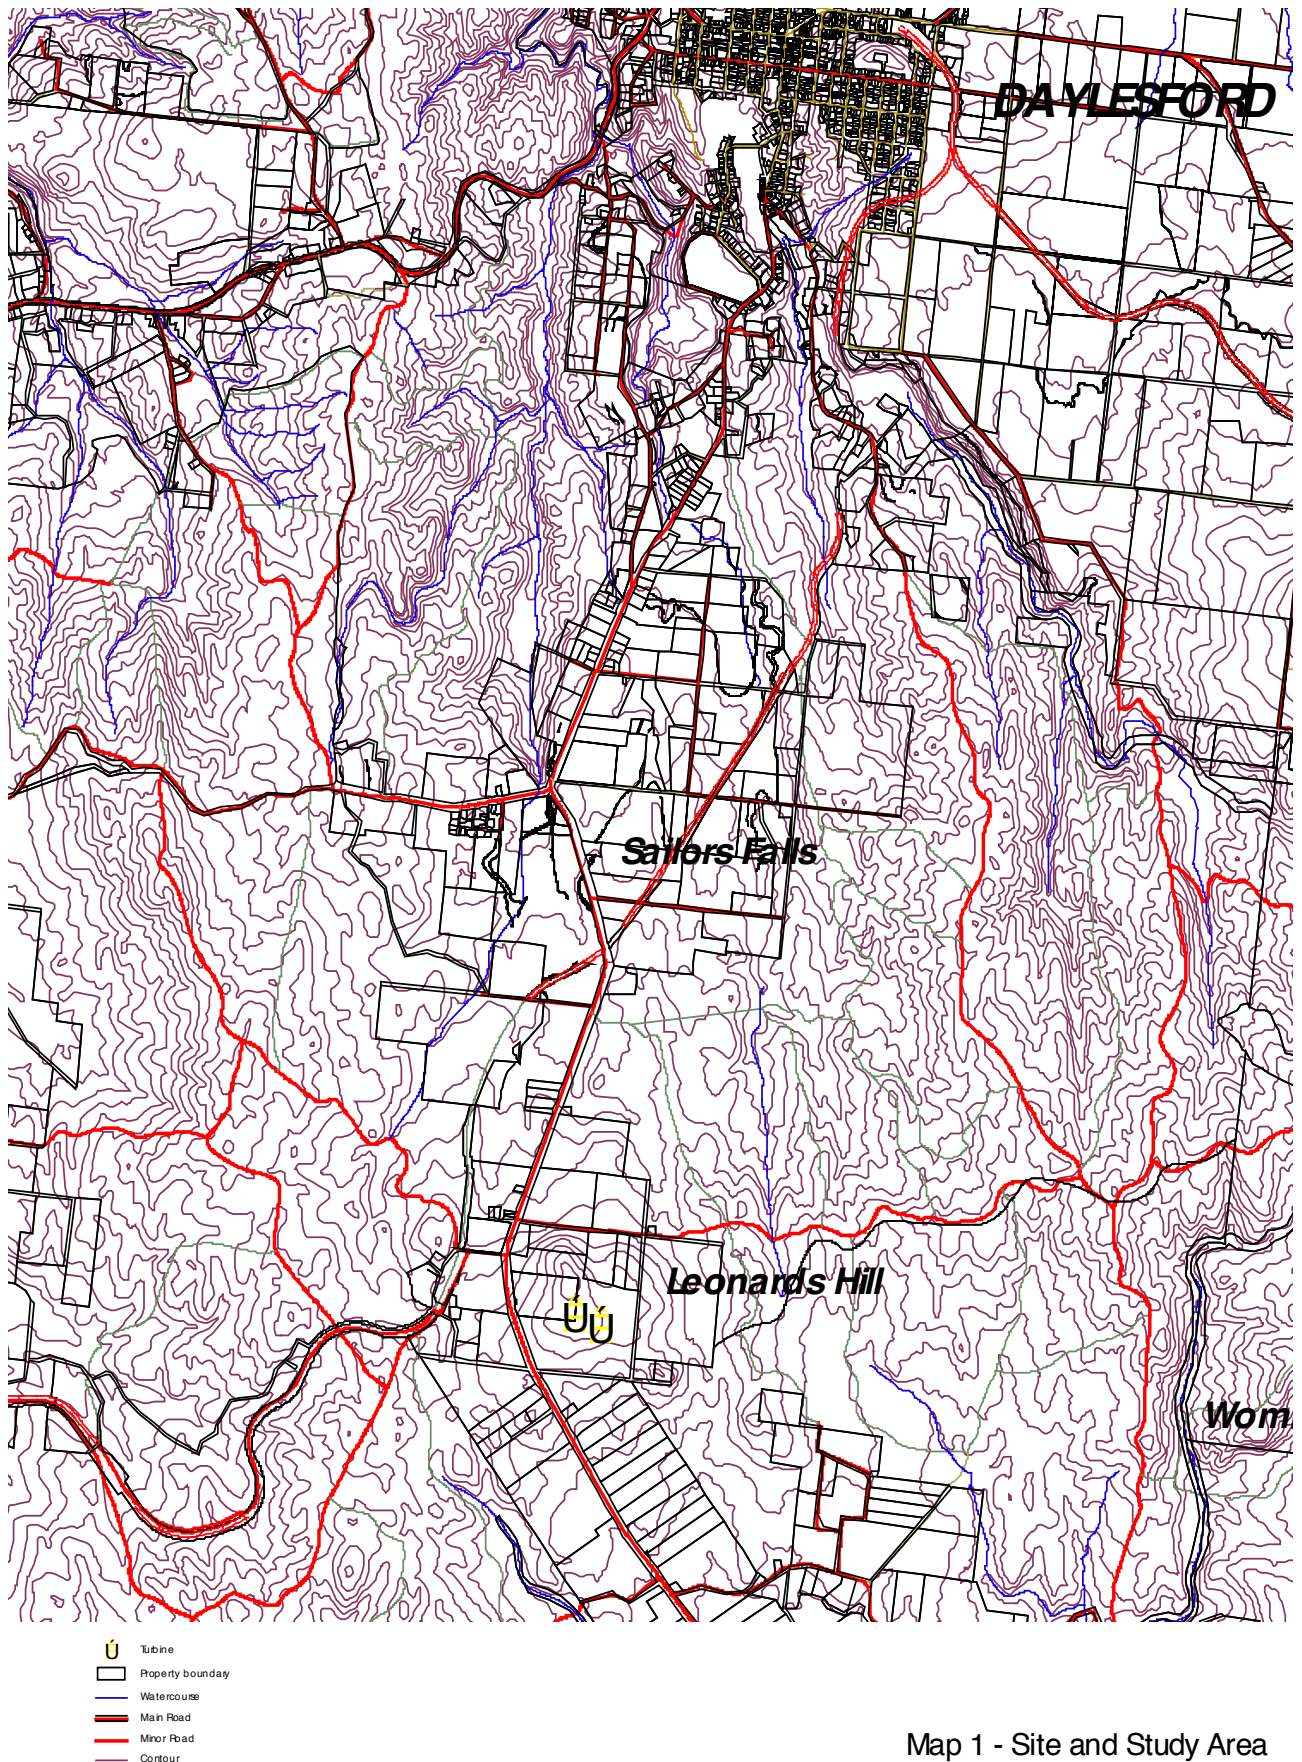 DAYLESFORD
Sailors Falls
Leonards Hill
Ú
Ú
Wom
Ú Turbine
Property boundary
Watercourse
Main Road
Minor Road
Contour
Map 1 - Site and Study Area